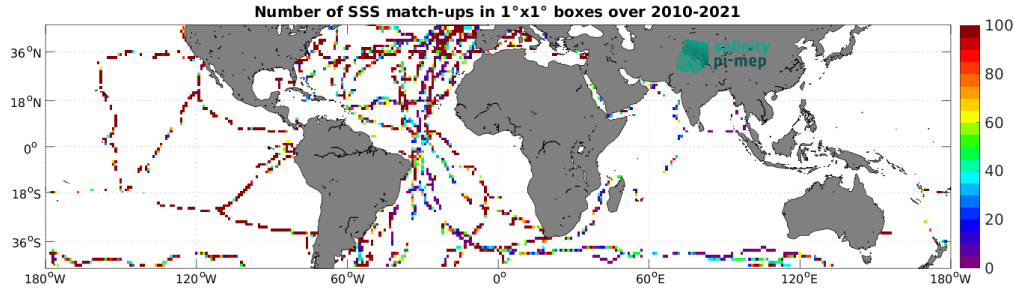 Number of SSS match-ups in 1°x1° boxes over 2010-2021
salinity
pi-mep
36°N
18°N
0°
18°S
36°S
180°W
120°W
60°W
0°
60°E
120°E
180°W
100
80
60
40
20
0